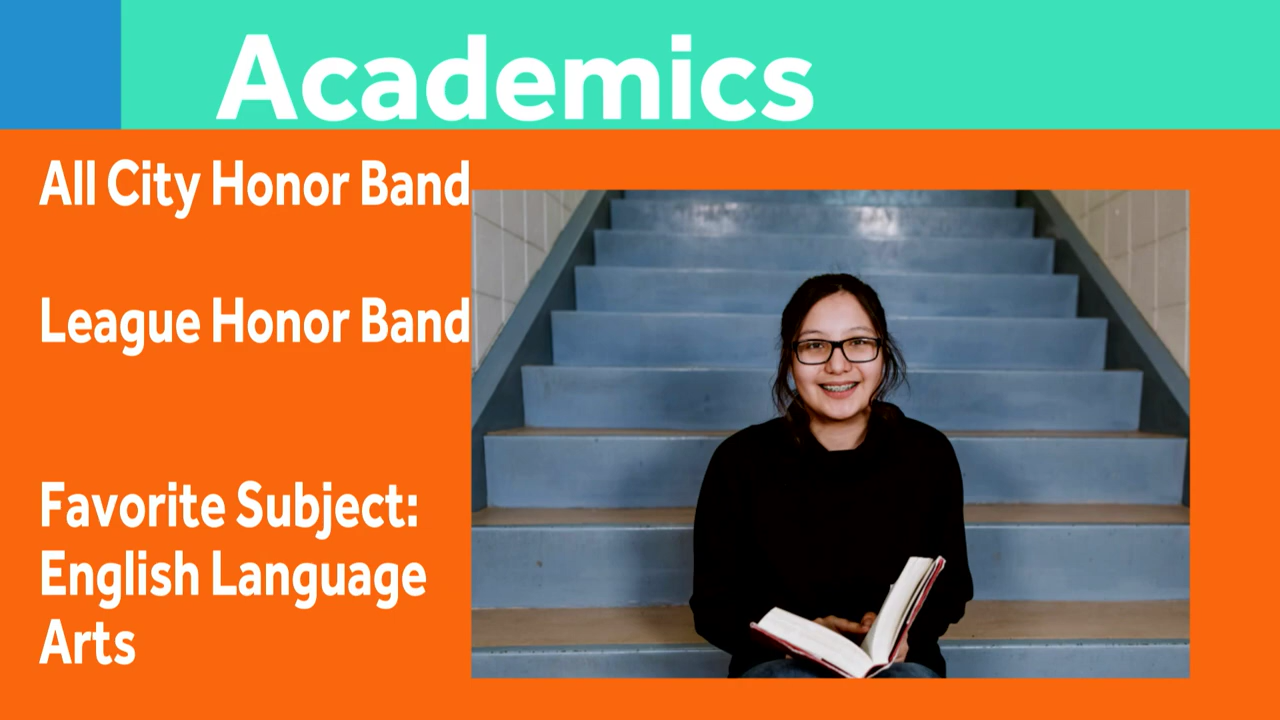 Academics
All City Honor Band
League Honor Band
Favorite Subject:
English Language
Arts